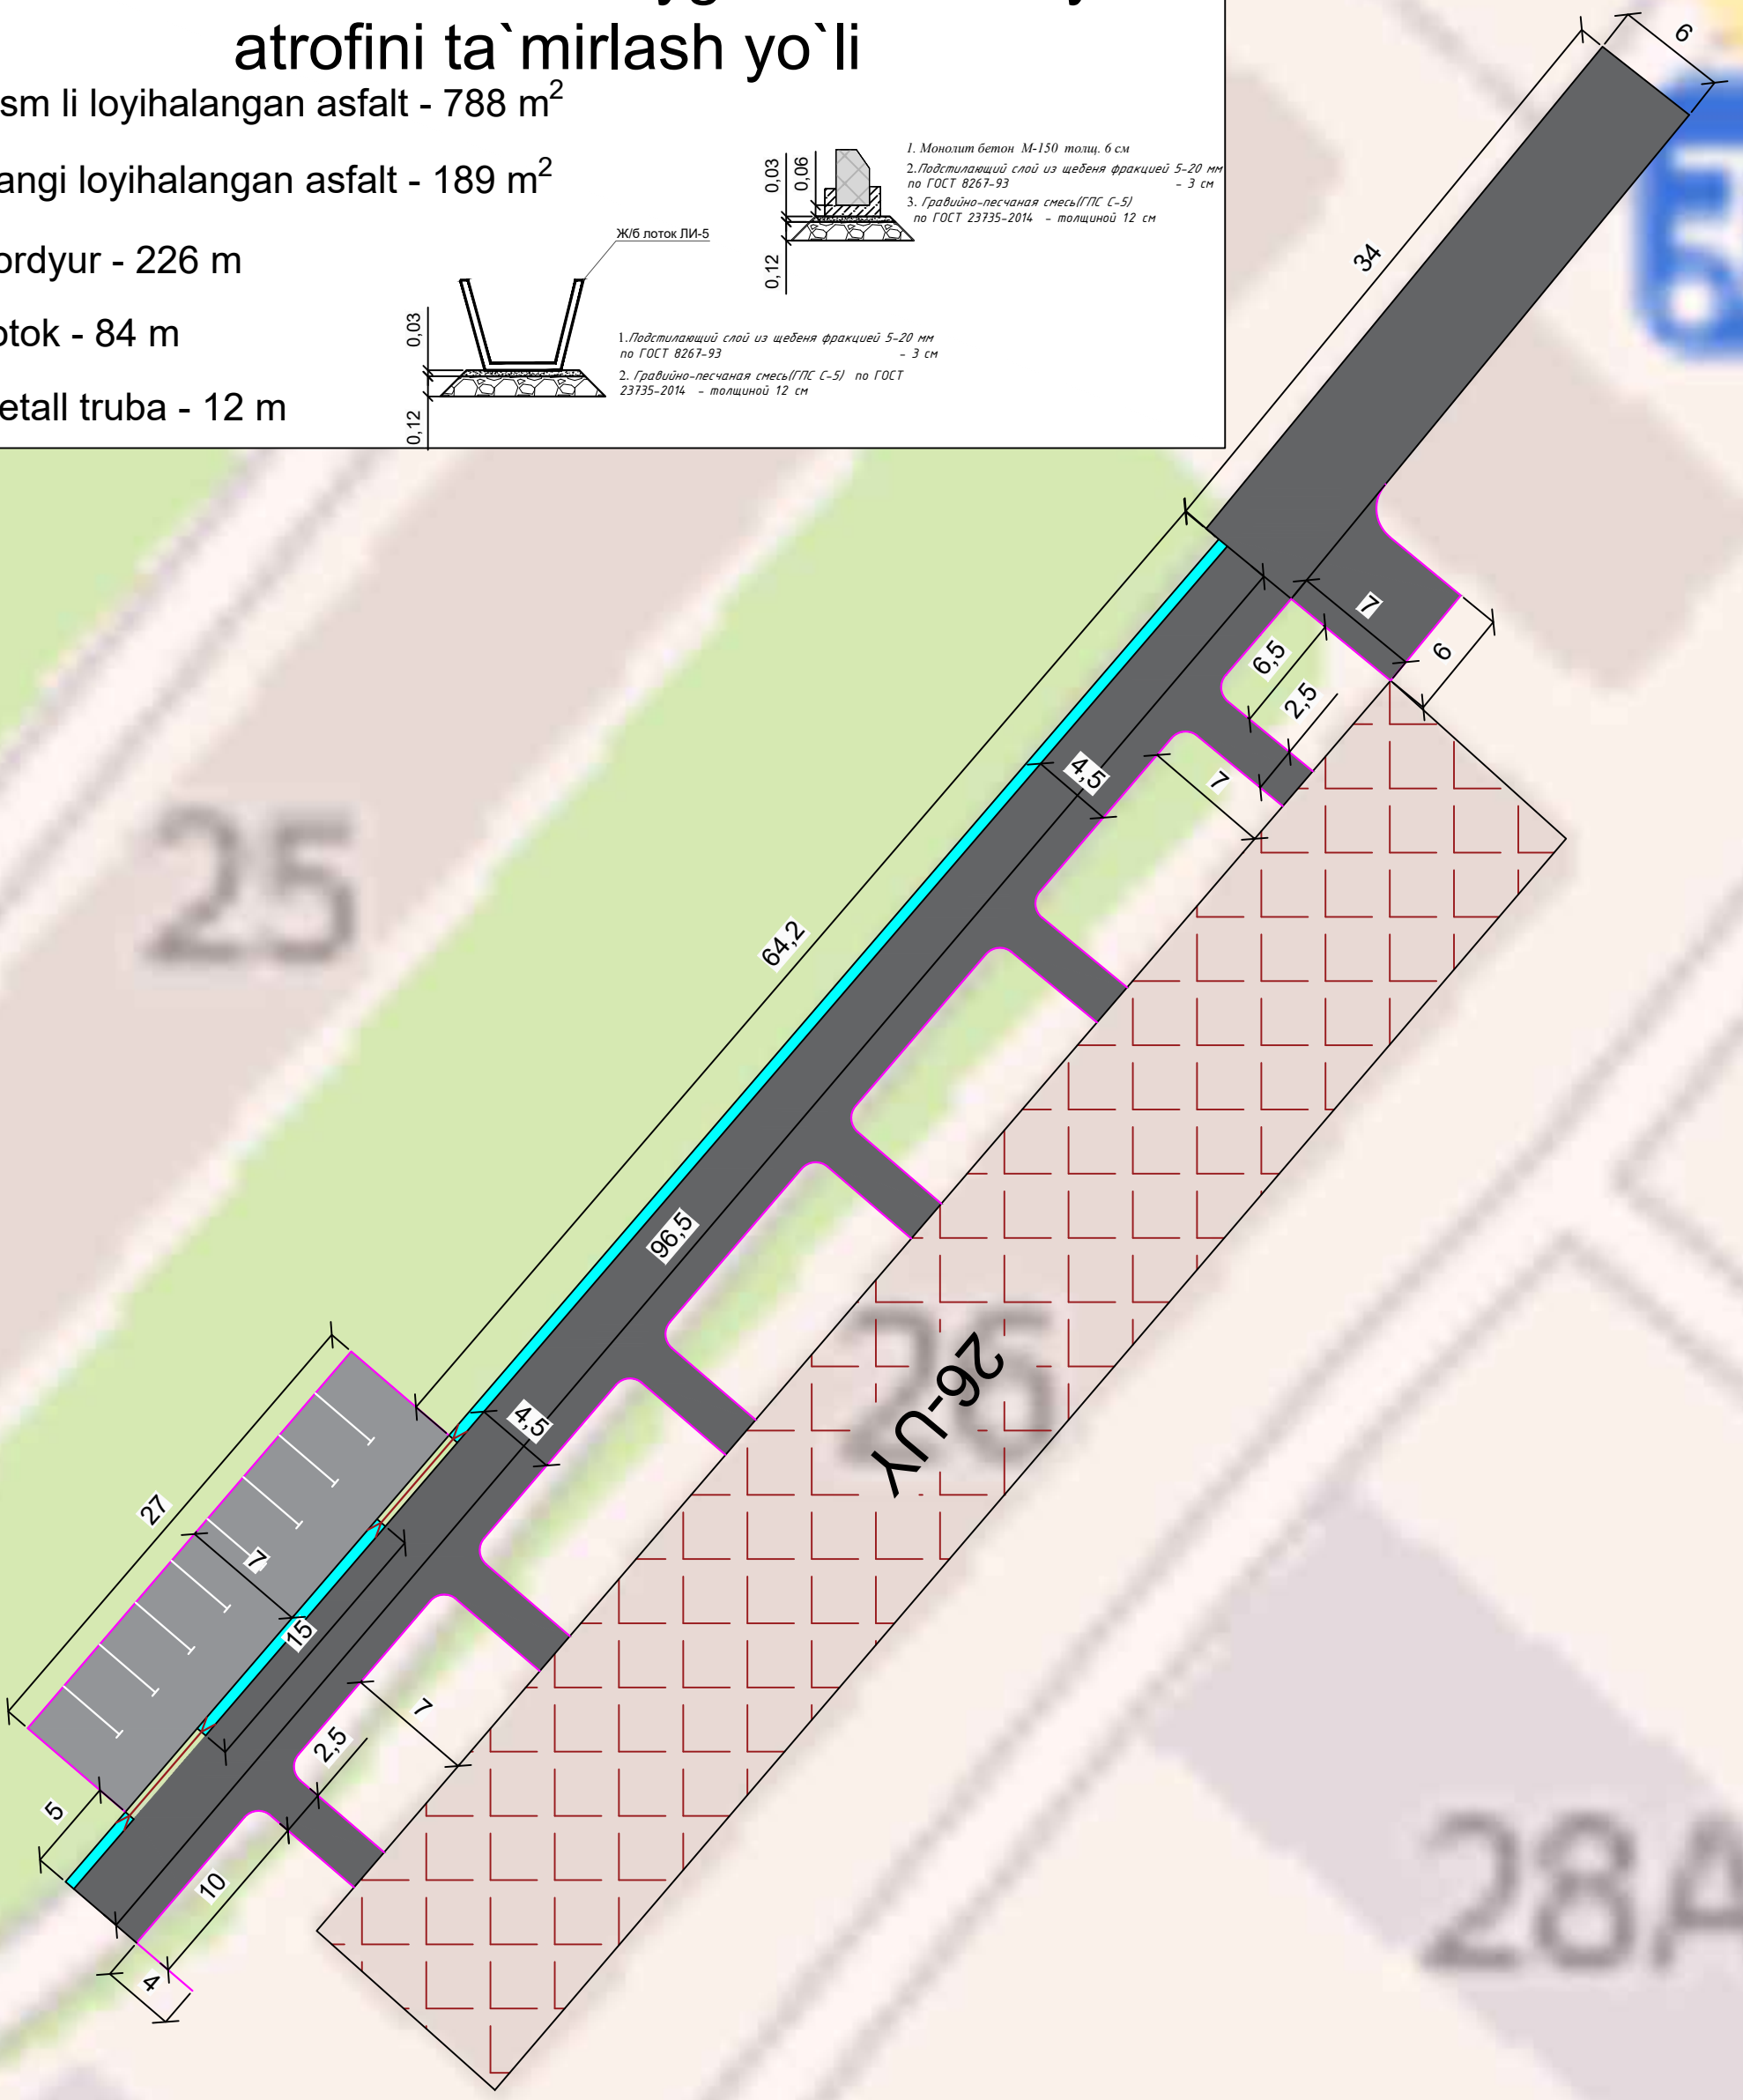 atrofini ta`mirlash yo`li
sm li loyihalangan asfalt - 788 m²
angi loyihalangan asfalt - 189 m²
ordyur - 226 m
otok - 84 m
etall truba - 12 m
0,03
0,06
0,12
1. Монолит бетон М-150 толщ. 6 см
2.Подстилающий слой из щебеня фракцией 5-20 мм
по ГОСТ 8267-93 - 3 см
3. Гравийно-песчаная смесь(ГПС С-5)
по ГОСТ 23735-2014 - толщиной 12 см
Ж/б лоток ЛИ-5
0,03
0,12
1.Подстилающий слой из щебеня фракцией 5-20 мм
по ГОСТ 8267-93 - 3 см
2. Гравийно-песчаная смесь(ГПС С-5) по ГОСТ
23735-2014 - толщиной 12 см
6
34
7
6
6,5
2,5
4,5
7
25
64,2
96,5
26
26-UY
4,5
27
7
15
7
2,5
5
10
4
28A